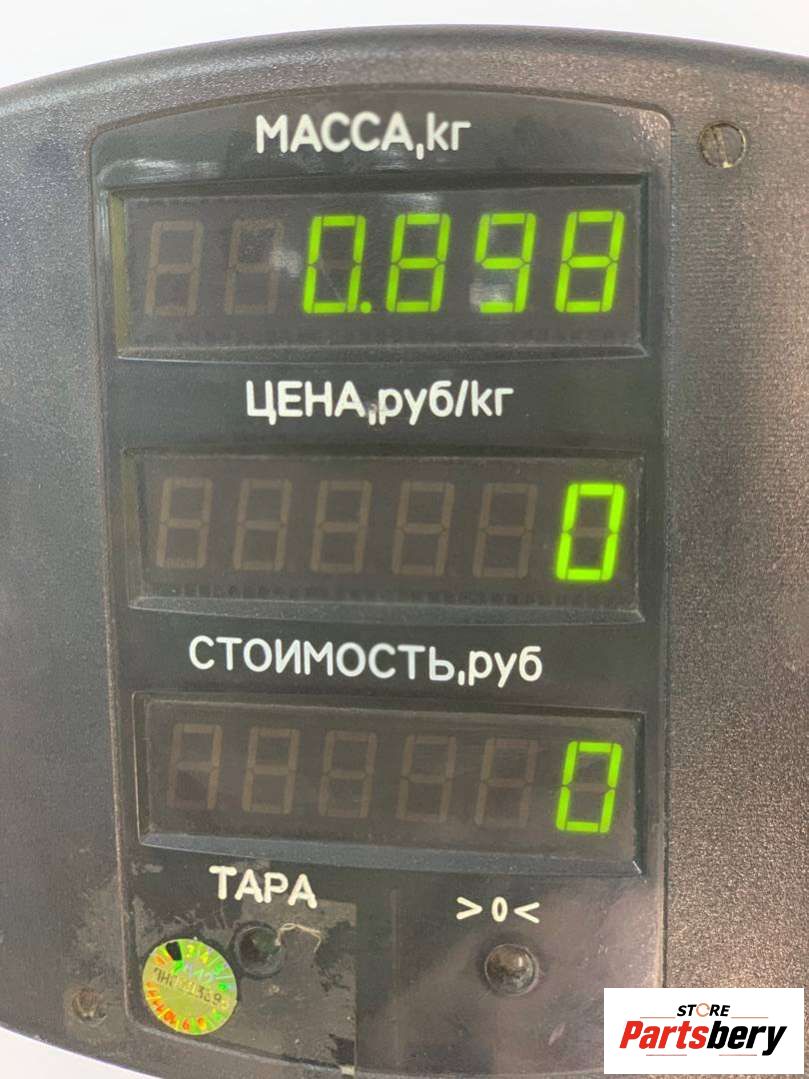 МАССА,кг
0.898
ЦЕНА,руб/кг
0
СТОИМОСТЬ,руб
0
ТАРА
>0<
STORE
Partsbery